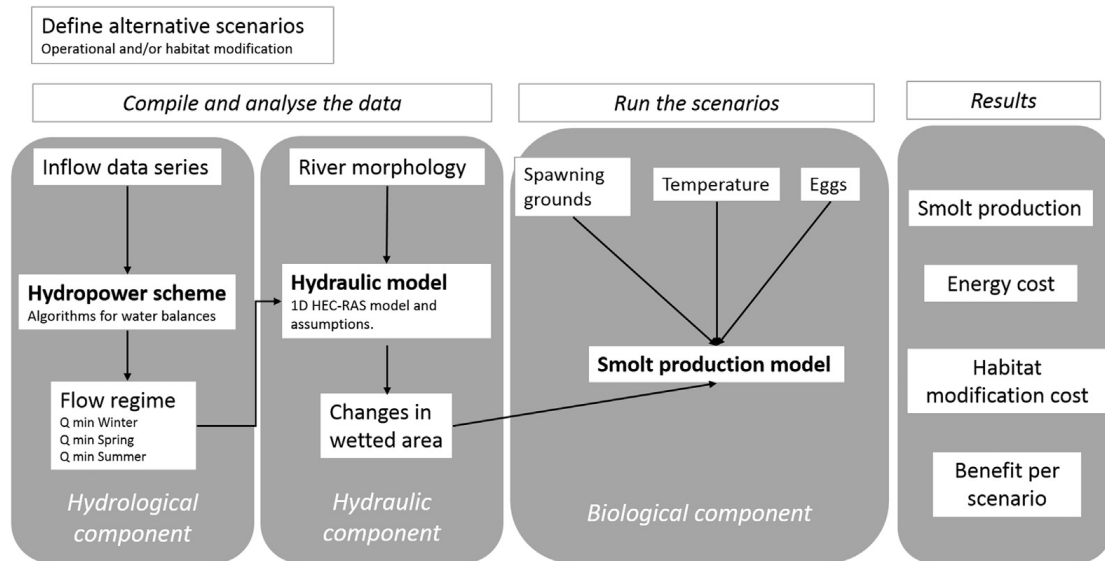 Define alternative scenarios
Operational and/or habitat modification
Compile and analyse the data
Run the scenarios
Results
Inflow data series
Hydropower scheme
Algorithms for water balances
Flow regime
Q min Winter
Q min Spring
Q min Summer
Hydrological
component
River morphology
Hydraulic model
1D HEC-RAS model and
assumptions.
Changes in
wetted area
Hydraulic
component
Spawning
grounds
Temperature
Eggs
Smolt production model
Biological component
Smolt production
Energy cost
Habitat
modification cost
Benefit per
scenario